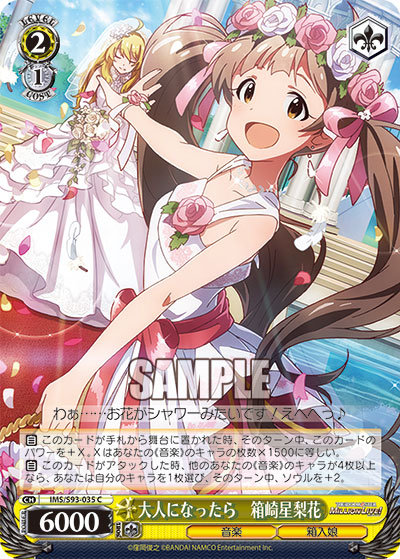 LEVEL
2
1
COST
SAMPLE
わぁ……お花がシャワーみたいです！えへへっ♪
自 このカードが手札から舞台に置かれた時、そのターン中、このカードの
パワーを＋X。Xはあなたの《音楽》のキャラの枚数×1500に等しい。
自 このカードがアタックした時、他のあなたの《音楽》のキャラが4枚以上
なら、あなたは自分のキャラを1枚選び、そのターン中、ソウルを＋2。
CH IMS/S93-035 C
大人になったら 箱崎星梨花
THE IDOLM@STER
MILLION LIVE!
POWER
6000
音楽
箱入娘
©窪岡俊之 ©BANDAI NAMCO Entertainment Inc.